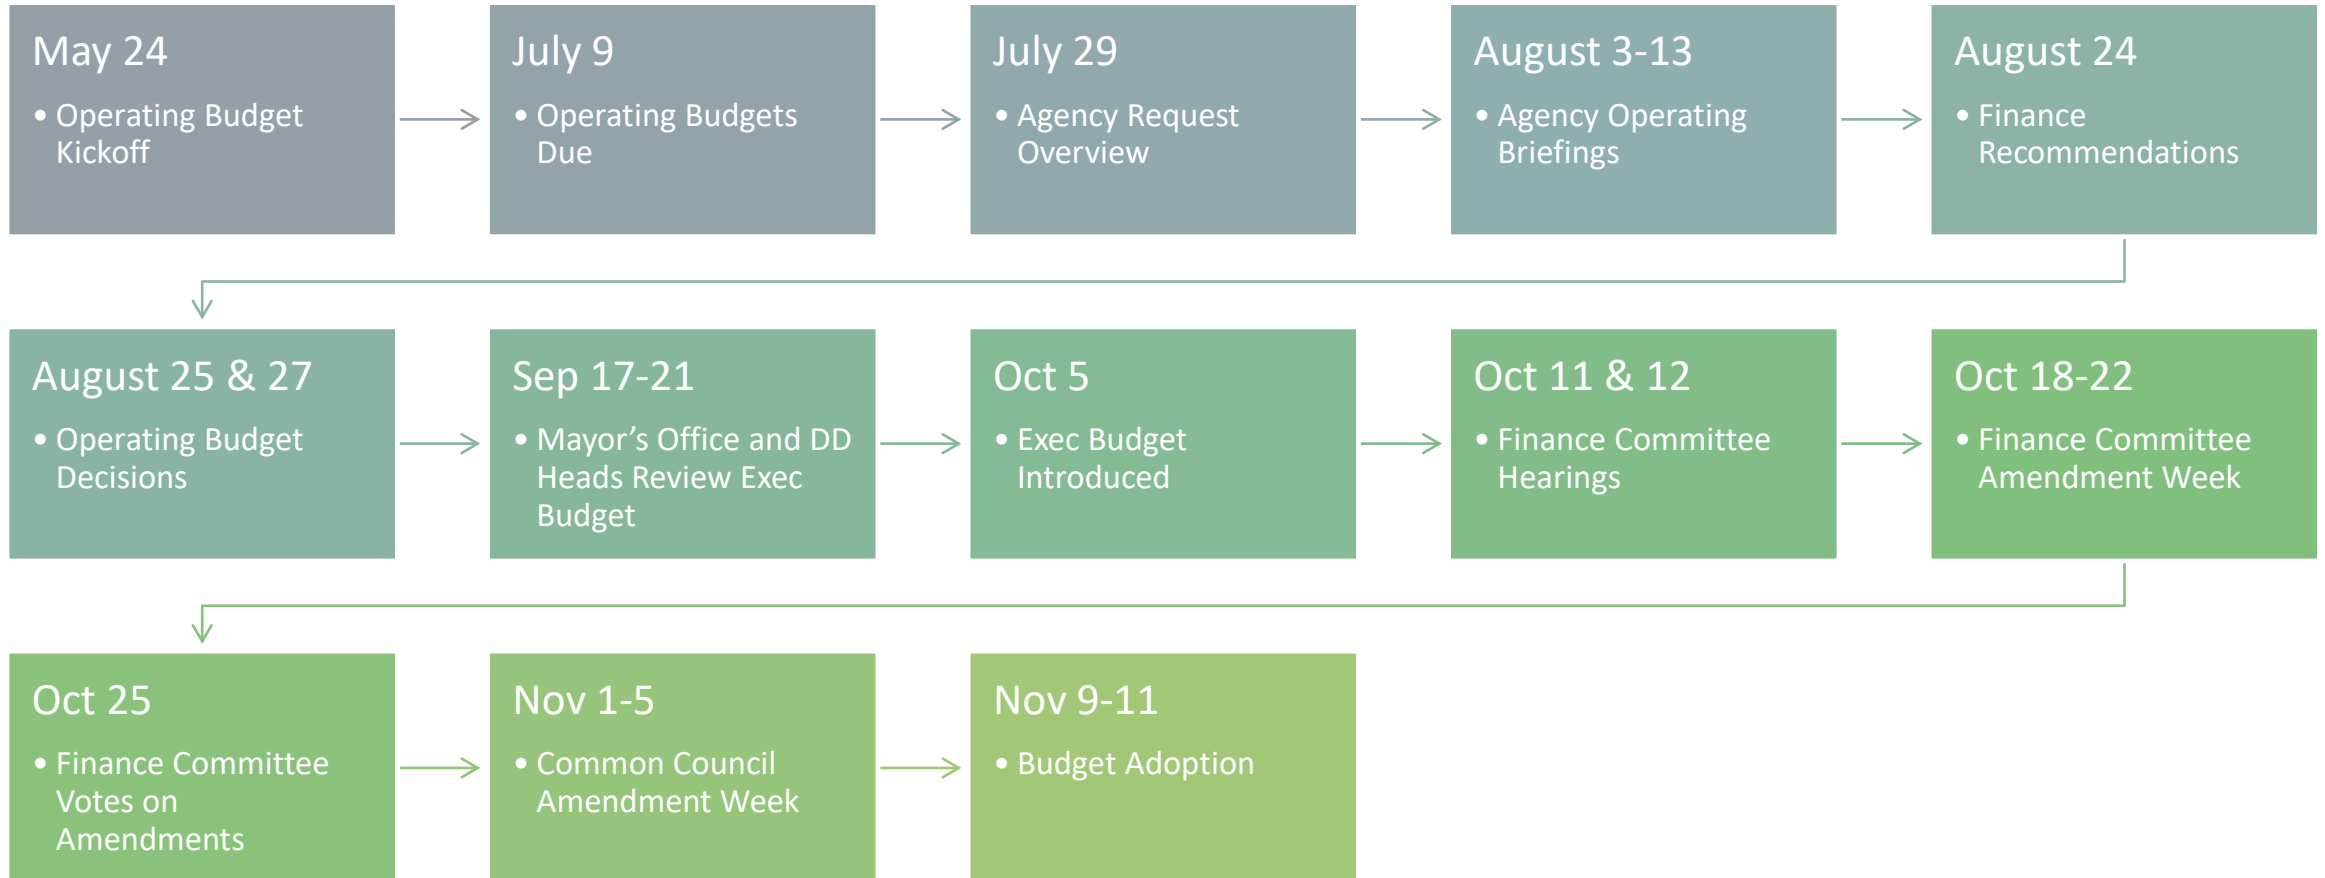 May 24
• Operating Budget
Kickoff
July 9
• Operating Budgets
Due
July 29
• Agency Request
Overview
August 3-13
• Agency Operating
Briefings
August 24
• Finance
Recommendations
August 25 & 27
• Operating Budget
Decisions
Sep 17-21
• Mayor’s Office and DD
Heads Review Exec
Budget
Oct 5
• Exec Budget
Introduced
Oct 11 & 12
• Finance Committee
Hearings
Oct 18-22
• Finance Committee
Amendment Week
Oct 25
• Finance Committee
Votes on
Amendments
Nov 1-5
• Common Council
Amendment Week
Nov 9-11
• Budget Adoption